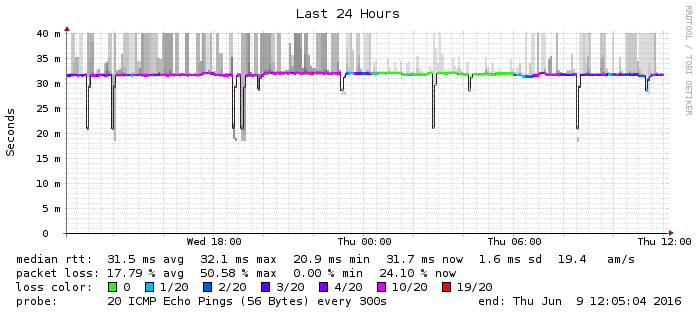 Last 24 Hours
RRDTOOL / TOBI OETIKER
Seconds
40 m
35 m
30 m
25 m
20 m
15 m
10 m
5 m
0
Wed 18:00 Thu 00:00 Thu 06:00 Thu 12:00
median rtt: 31.5 ms avg 32.1 ms max 20.9 ms min 31.7 ms now 1.6 ms sd 19.4 am/s
packet loss: 17.79 % avg 50.58 % max 0.00 % min 24.10 % now
loss color: 0 1/20 2/20 3/20 4/20 10/20 19/20
probe: 20 ICMP Echo Pings (56 Bytes) every 300s end: Thu Jun 9 12:05:04 2016